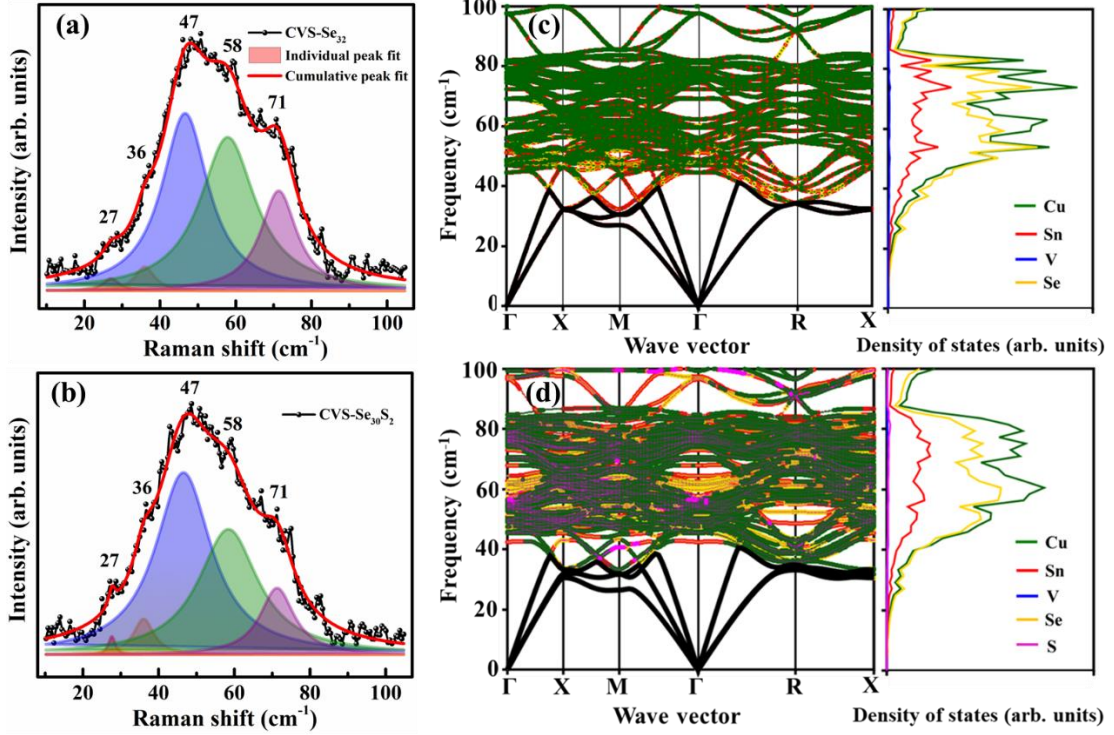 (a)
CVS-Se32
Individual peak fit
Cumulative peak fit
27
36
47
58
71
Intensity (arb. units)
20 40 60 80 100
Raman shift (cm-1)
(b)
CVS-Se30S2
27
36
47
58
71
Intensity (arb. units)
20 40 60 80 100
Raman shift (cm-1)
(c)
Frequency (cm-1)
100
80
60
40
20
0
Γ X M Γ R X
Wave vector
Cu
Sn
V
Se
Density of states (arb. units)
(d)
Frequency (cm-1)
100
80
60
40
20
0
Γ X M Γ R X
Wave vector
Cu
Sn
V
Se
S
Density of states (arb. units)